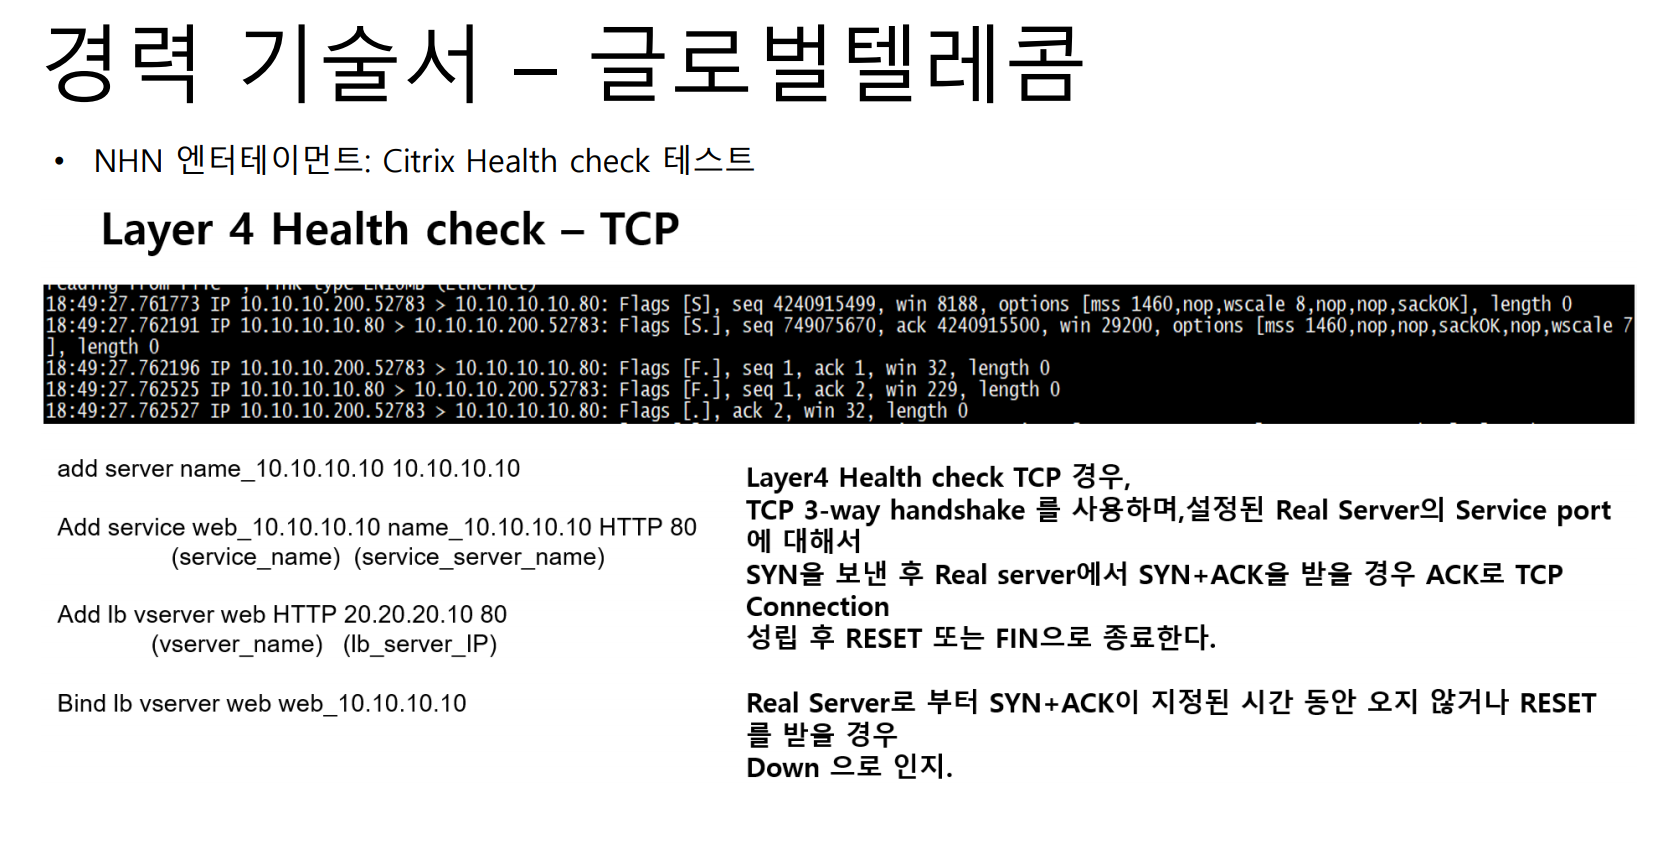 경력 기술서 – 글로벌텔레콤
• NHN 엔터테이먼트: Citrix Health check 테스트
Layer 4 Health check – TCP
reading from file , link-type EN10MB (Ethernet)
18:49:27.761773 IP 10.10.10.200.52783 > 10.10.10.10.80: Flags [S], seq 4240915499, win 8188, options [mss 1460,nop,wscale 8,nop,nop,sackOK], length 0
18:49:27.762191 IP 10.10.10.10.80 > 10.10.10.200.52783: Flags [S.], seq 749075670, ack 4240915500, win 29200, options [mss 1460,nop,nop,sackOK,nop,wscale 7
], length 0
18:49:27.762196 IP 10.10.10.200.52783 > 10.10.10.10.80: Flags [F.], seq 1, ack 1, win 32, length 0
18:49:27.762525 IP 10.10.10.10.80 > 10.10.10.200.52783: Flags [F.], seq 1, ack 2, win 229, length 0
18:49:27.762527 IP 10.10.10.200.52783 > 10.10.10.10.80: Flags [.], ack 2, win 32, length 0
add server name_10.10.10.10 10.10.10.10
Add service web_10.10.10.10 name_10.10.10.10 HTTP 80
(service_name) (service_server_name)
Add lb vserver web HTTP 20.20.20.10 80
(vserver_name) (lb_server_IP)
Bind lb vserver web web_10.10.10.10
Layer4 Health check TCP 경우,
TCP 3-way handshake 를 사용하며,설정된 Real Server의 Service port
에 대해서
SYN을 보낸 후 Real server에서 SYN+ACK을 받을 경우 ACK로 TCP
Connection
성립 후 RESET 또는 FIN으로 종료한다.
Real Server로 부터 SYN+ACK이 지정된 시간 동안 오지 않거나 RESET
를 받을 경우
Down 으로 인지.